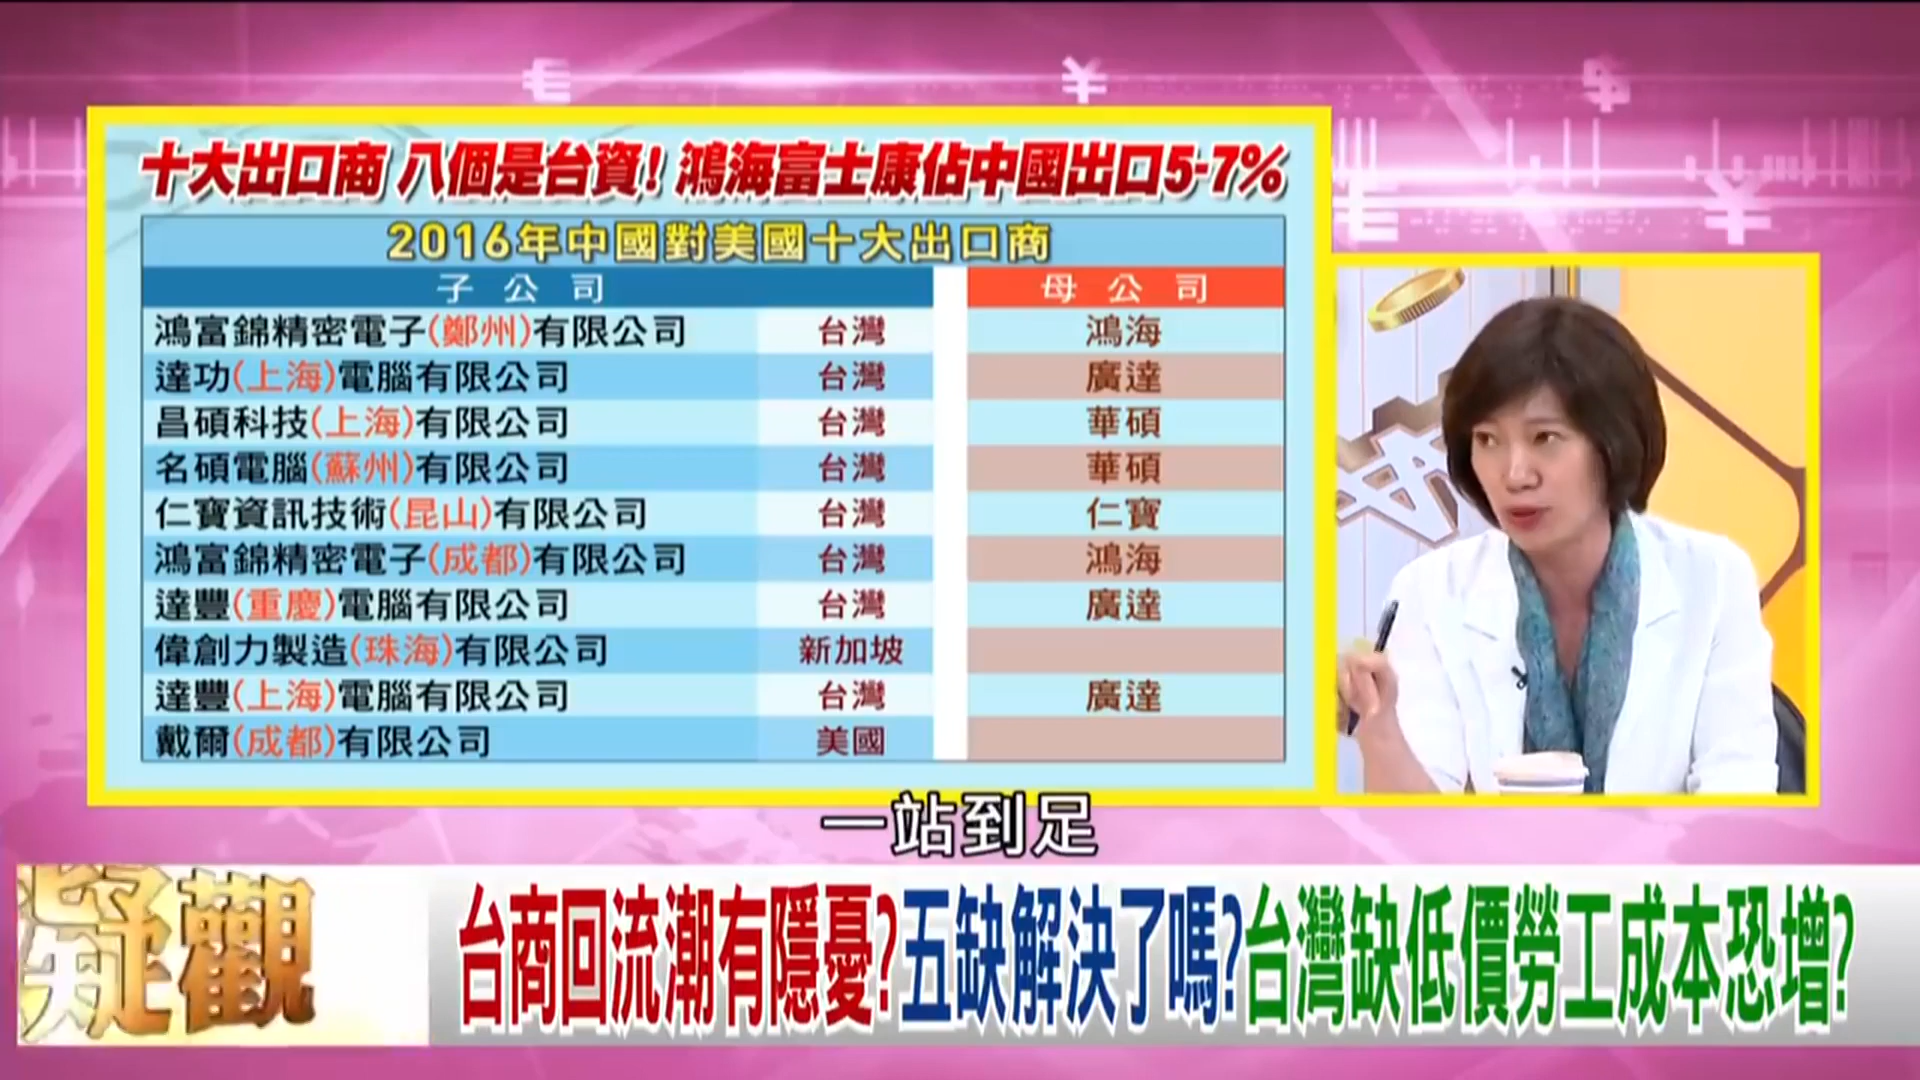 十大出口商 八個是台資! 鴻海富士康佔中國出口5-7%
2016年中國對美國十大出口商
子公司 母公司
鴻富錦精密電子(鄭州)有限公司 台灣 鴻海
達功(上海)電腦有限公司 台灣 廣達
昌碩科技(上海)有限公司 台灣 華碩
名碩電腦(蘇州)有限公司 台灣 華碩
仁寶資訊技術(昆山)有限公司 台灣 仁寶
鴻富錦精密電子(成都)有限公司 台灣 鴻海
達豐(重慶)電腦有限公司 台灣 廣達
偉創力製造(珠海)有限公司 新加坡
達豐(上海)電腦有限公司 台灣 廣達
戴爾(成都)有限公司 美國
一站到足
疑觀
台商回流潮有隱憂?五缺解決了嗎?台灣缺低價勞工成本恐增?